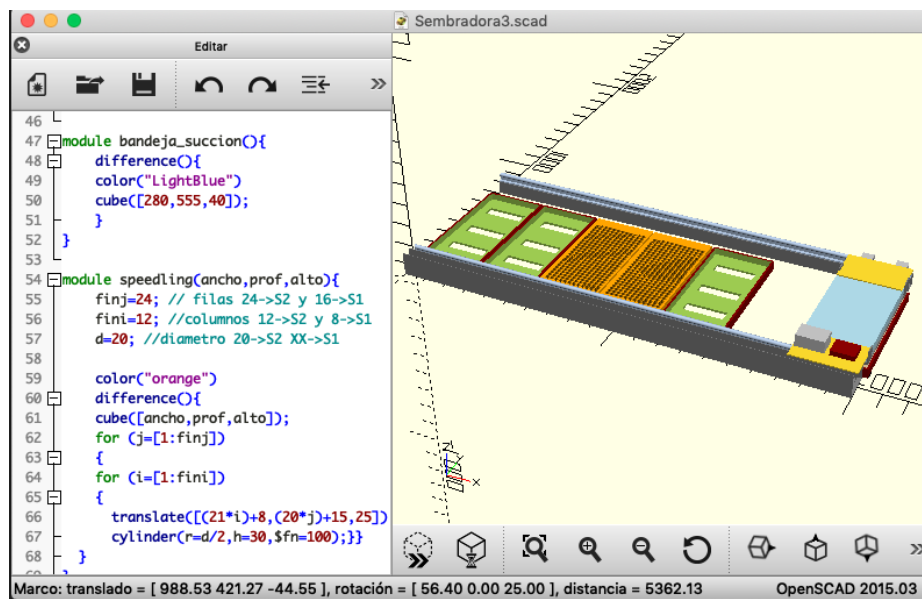 Sembradora3.scad
Editar
46
47 module bandeja_succion(){
48 difference(){
49 color("LightBlue")
50 cube([280,555,40]);
51 }
52 }
53
54 module speedling(ancho,prof,alto){
55 finj=24; // filas 24->S2 y 16->S1
56 fini=12; //columnos 12->S2 y 8->S1
57 d=20; //diametro 20->S2 XX->S1
58
59 color("orange")
60 difference(){
61 cube([ancho,prof,alto]);
62 for (j=[1:finj])
63 {
64 for (i=[1:fini])
65 {
66 translate([(21*i)+8,(20*j)+15,25])
67 cylinder(r=d/2,h=30,$fn=100);}}
68 }
Marco: translado = [ 988.53 421.27 -44.55 ], rotación = [ 56.40 0.00 25.00 ], distancia = 5362.13
OpenSCAD 2015.03